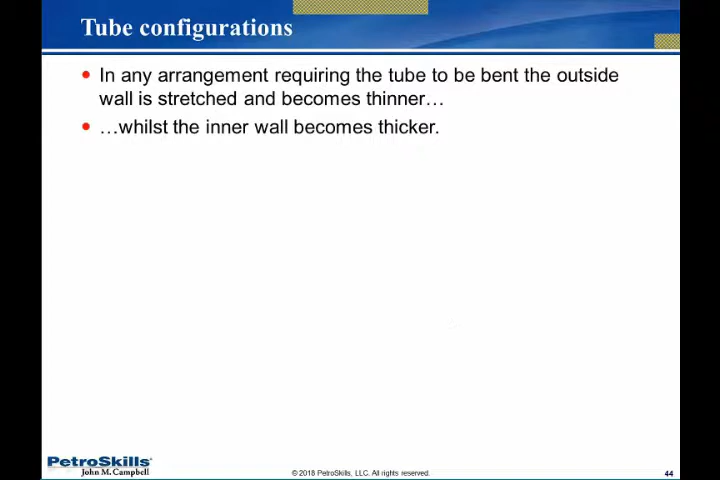 Tube configurations
● In any arrangement requiring the tube to be bent the outside
wall is stretched and becomes thinner…
● …whilst the inner wall becomes thicker.
PetroSkills®
John M. Campbell
© 2018 PetroSkills, LLC. All rights reserved.
44